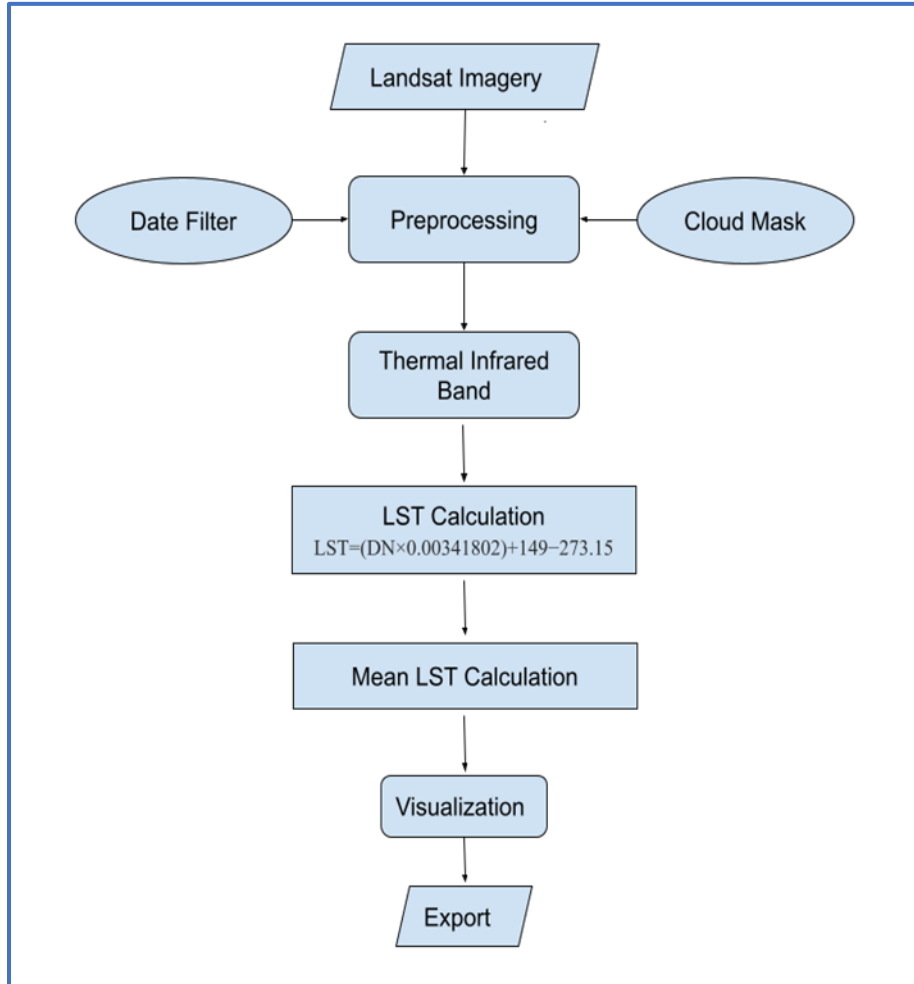 Landsat Imagery
Date Filter
Preprocessing
Cloud Mask
Thermal Infrared
Band
LST Calculation
LST=(DN×0.00341802)+149−273.15
Mean LST Calculation
Visualization
Export